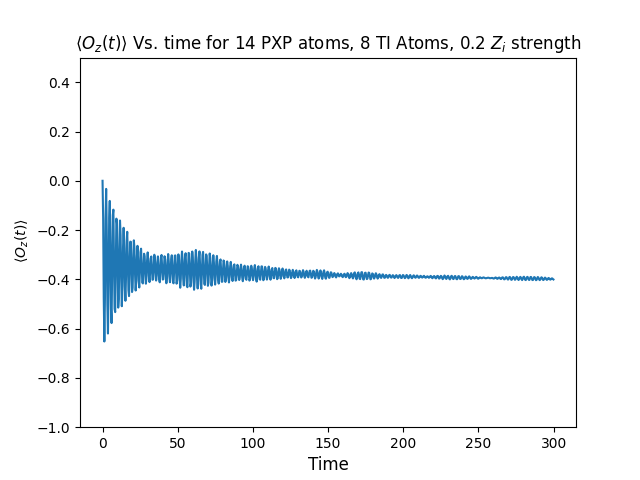 ⟨O_z(t)⟩ Vs. time for 14 PXP atoms, 8 TI Atoms, 0.2 Z_i strength
0.4
0.2
0.0
−0.2
−0.4
−0.6
−0.8
−1.0
⟨O_z(t)⟩
0 50 100 150 200 250 300
Time